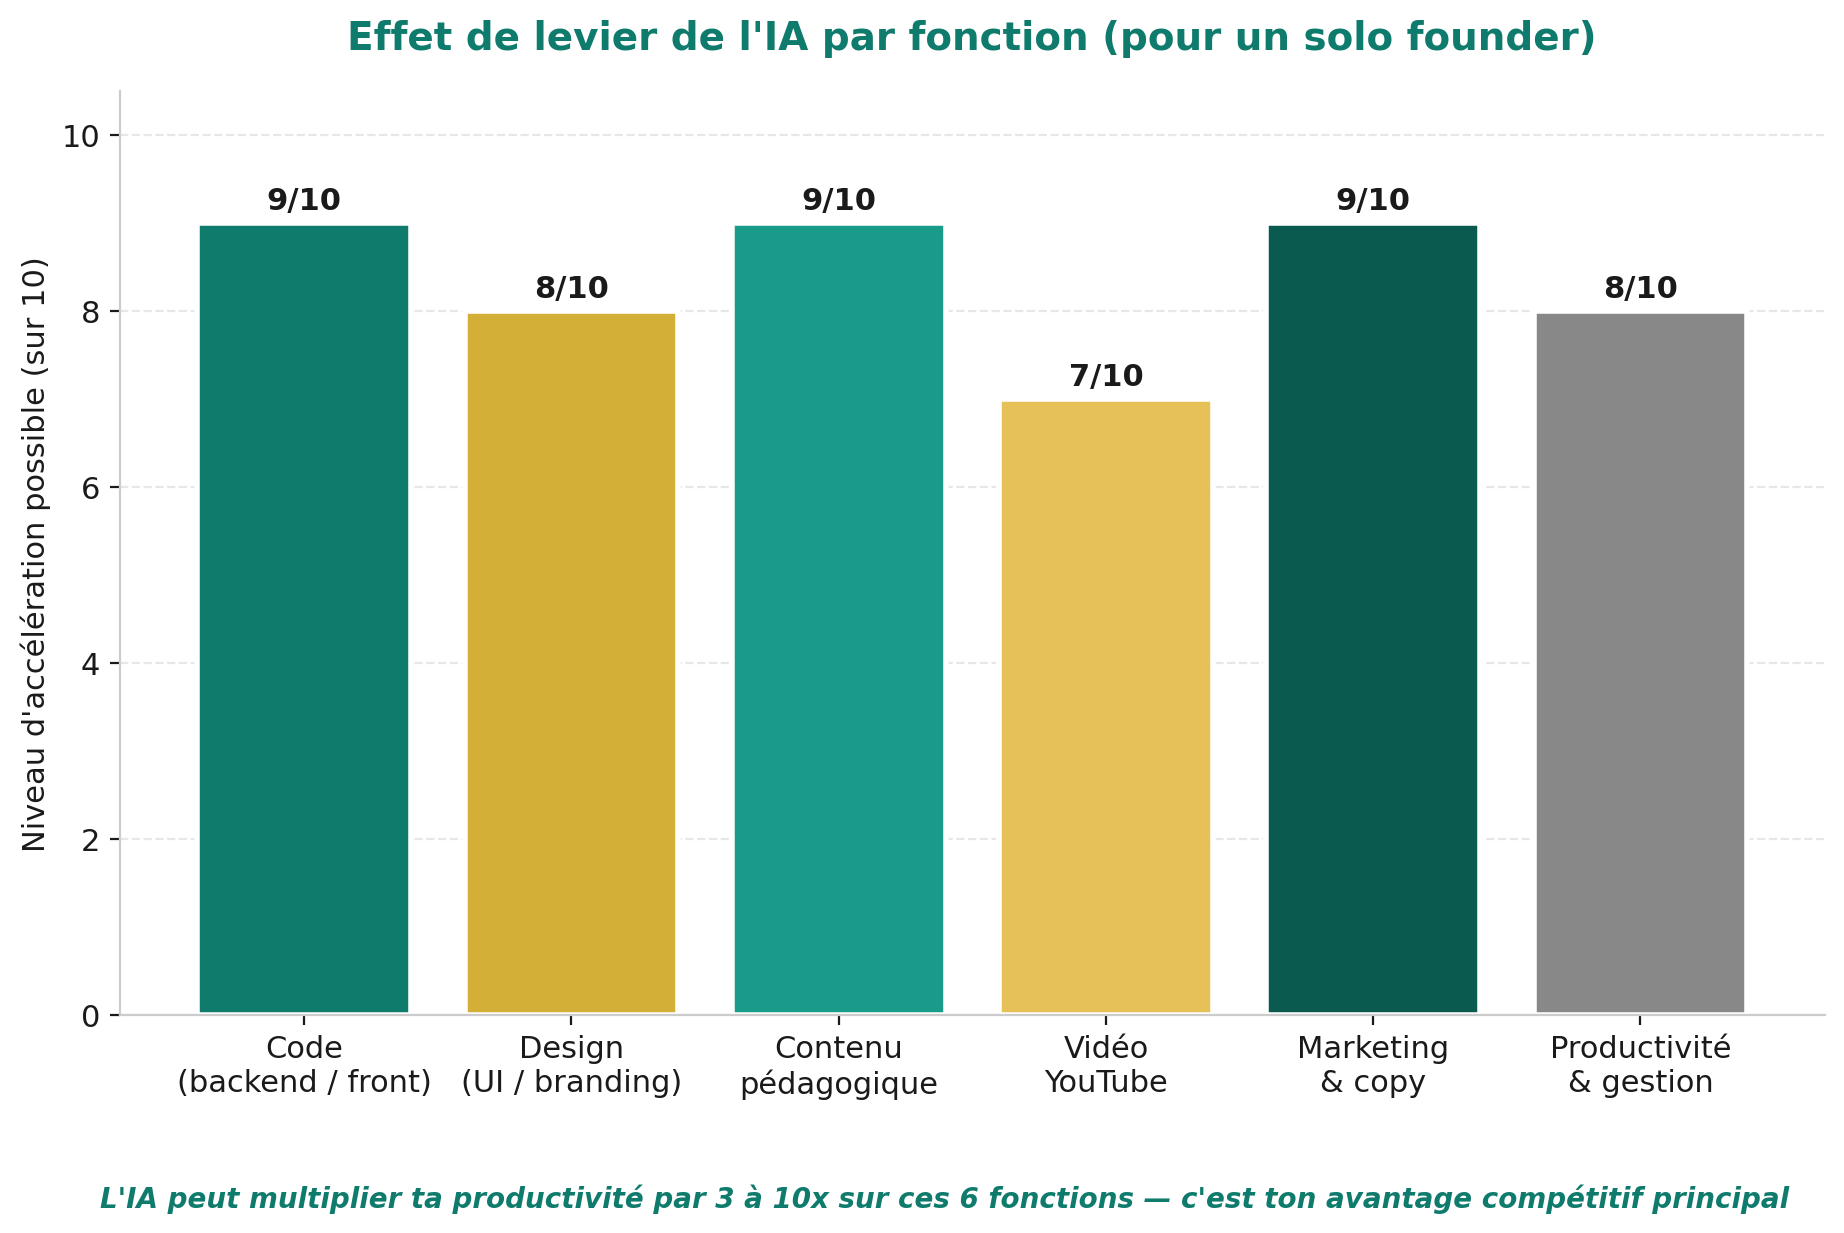 Effet de levier de l'IA par fonction (pour un solo founder)
Niveau d'accélération possible (sur 10)
10
8
6
4
2
0
9/10
8/10
9/10
7/10
9/10
8/10
Code
(backend / front)
Design
(UI / branding)
Contenu
pédagogique
Vidéo
YouTube
Marketing
& copy
Productivité
& gestion
L'IA peut multiplier ta productivité par 3 à 10x sur ces 6 fonctions — c'est ton avantage compétitif principal